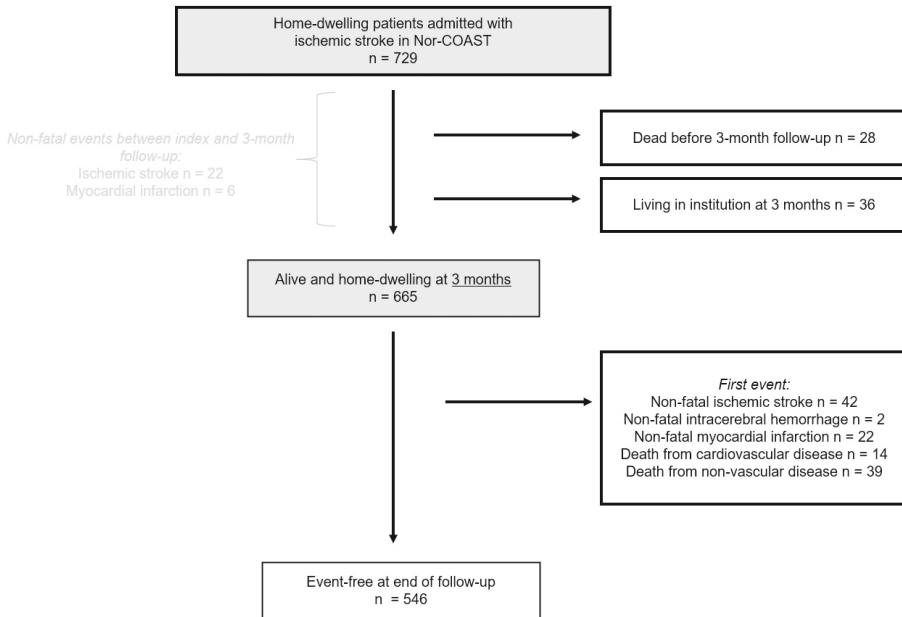 Home-dwelling patients admitted with
ischemic stroke in Nor-COAST
n = 729
Non-fatal events between index and 3-month
follow-up:
Ischemic stroke n = 22
Myocardial infarction n = 6
Dead before 3-month follow-up n = 28
Living in institution at 3 months n = 36
Alive and home-dwelling at 3 months
n = 665
First event:
Non-fatal ischemic stroke n = 42
Non-fatal intracerebral hemorrhage n = 2
Non-fatal myocardial infarction n = 22
Death from cardiovascular disease n = 14
Death from non-vascular disease n = 39
Event-free at end of follow-up
n = 546